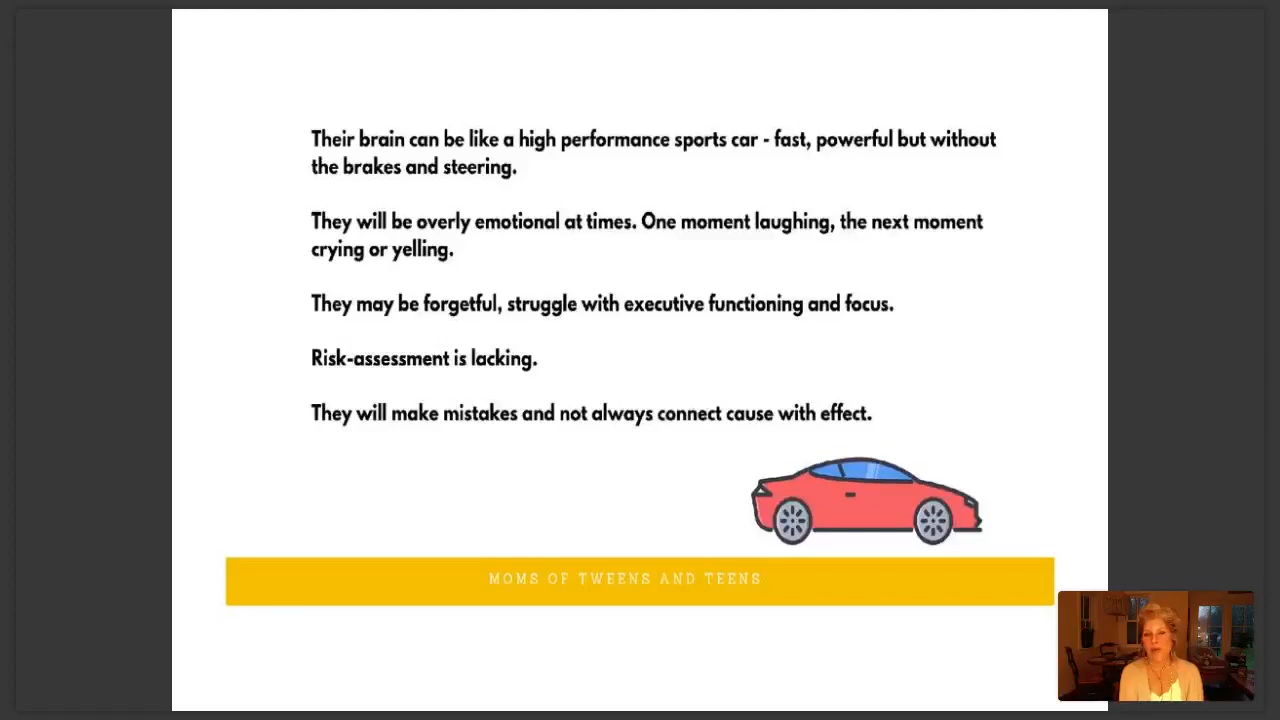 Their brain can be like a high performance sports car - fast, powerful but without
the brakes and steering.
They will be overly emotional at times. One moment laughing, the next moment
crying or yelling.
They may be forgetful, struggle with executive functioning and focus.
Risk-assessment is lacking.
They will make mistakes and not always connect cause with effect.
MOMS OF TWEENS AND TEENS